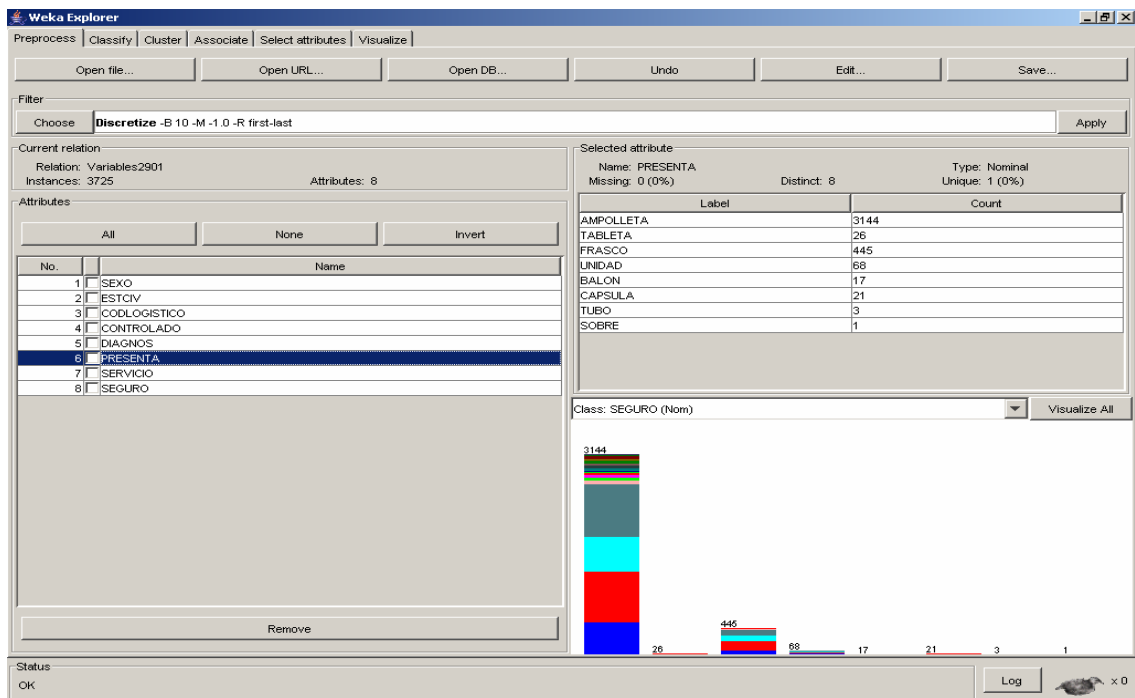 Weka Explorer
Preprocess Classify Cluster Associate Select attributes Visualize
Open file... Open URL... Open DB... Undo Edit... Save...
Filter
Choose Discretize -B 10 -M -1.0 -R first-last Apply
Current relation
Relation: Variables2901
Instances: 3725 Attributes: 8
Attributes
All None Invert
No. Name
1 SEXO
2 ESTCIV
3 CODLOGISTICO
4 CONTROLADO
5 DIAGNOS
6 PRESENTA
7 SERVICIO
8 SEGURO
Remove
Selected attribute
Name: PRESENTA Type: Nominal
Missing: 0 (0%) Distinct: 8 Unique: 1 (0%)
Label Count
AMPOLLETA 3144
TABLETA 26
FRASCO 445
UNIDAD 68
BALON 17
CAPSULA 21
TUBO 3
SOBRE 1
Class: SEGURO (Nom) Visualize All
3144
26 445 68 17 21 3 1
Status
OK Log x 0